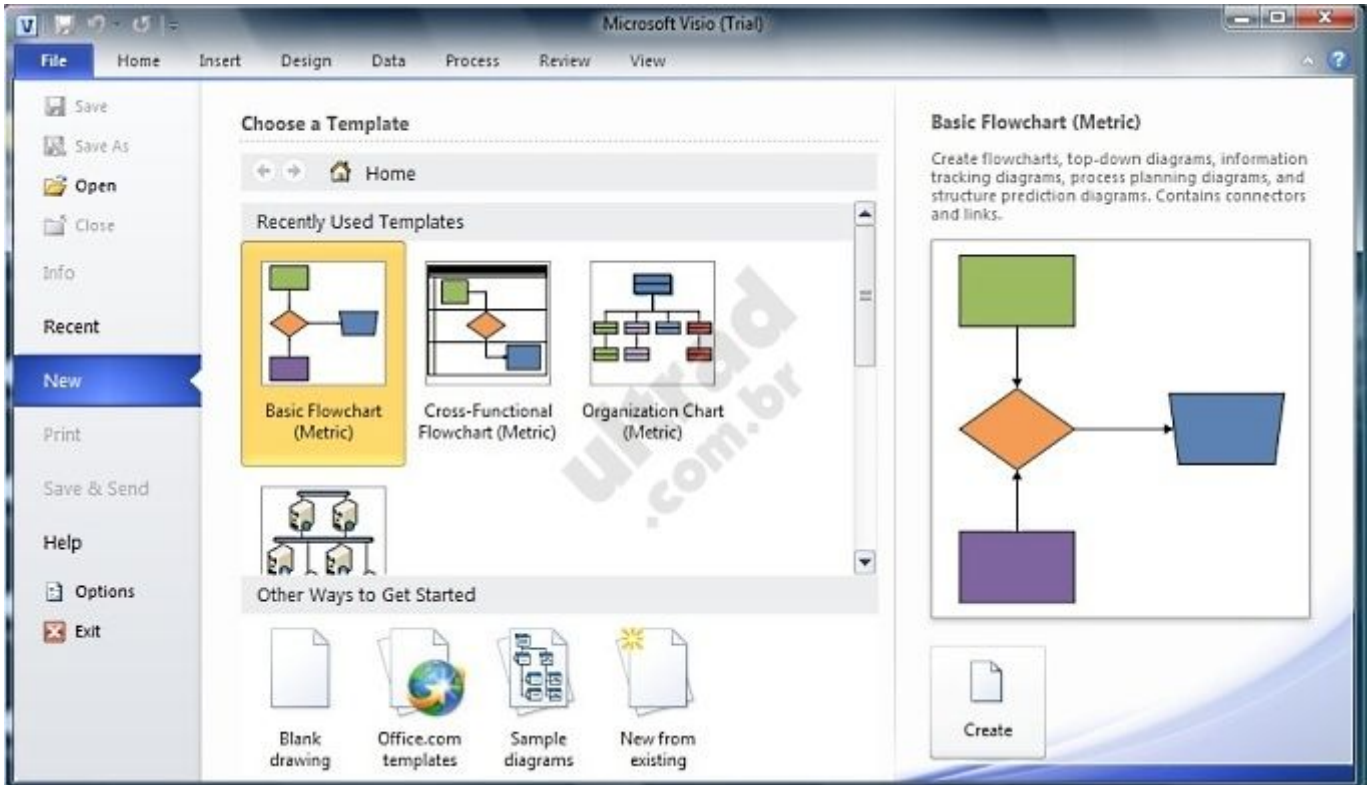 Microsoft Visio (Trial)
File Home Insert Design Data Process Review View
Save
Save As
Open
Close
Info
Recent
New
Print
Save & Send
Help
Options
Exit
Choose a Template
Home
Recently Used Templates
Basic Flowchart
(Metric)
Cross-Functional
Flowchart (Metric)
Organization Chart
(Metric)
Other Ways to Get Started
Blank
drawing
Office.com
templates
Sample
diagrams
New from
existing
Basic Flowchart (Metric)
Create flowcharts, top-down diagrams, information
tracking diagrams, process planning diagrams, and
structure prediction diagrams. Contains connectors
and links.
Create
ultrad
.com.br